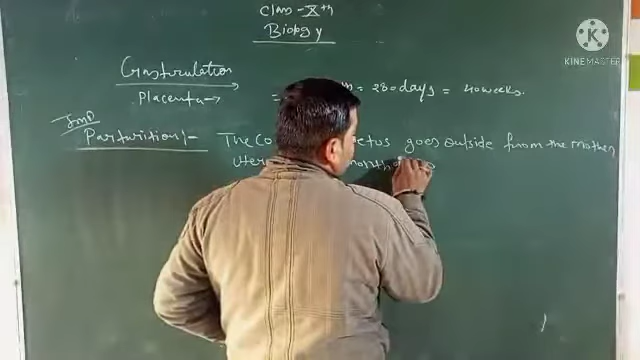 Class-Xth
Biology
Gastrulation
Placenta → = = 280 days = 40 weeks.
Imp
Parturition:- The Co etus goes outside from the mother,
Uter month
KINEMASTER